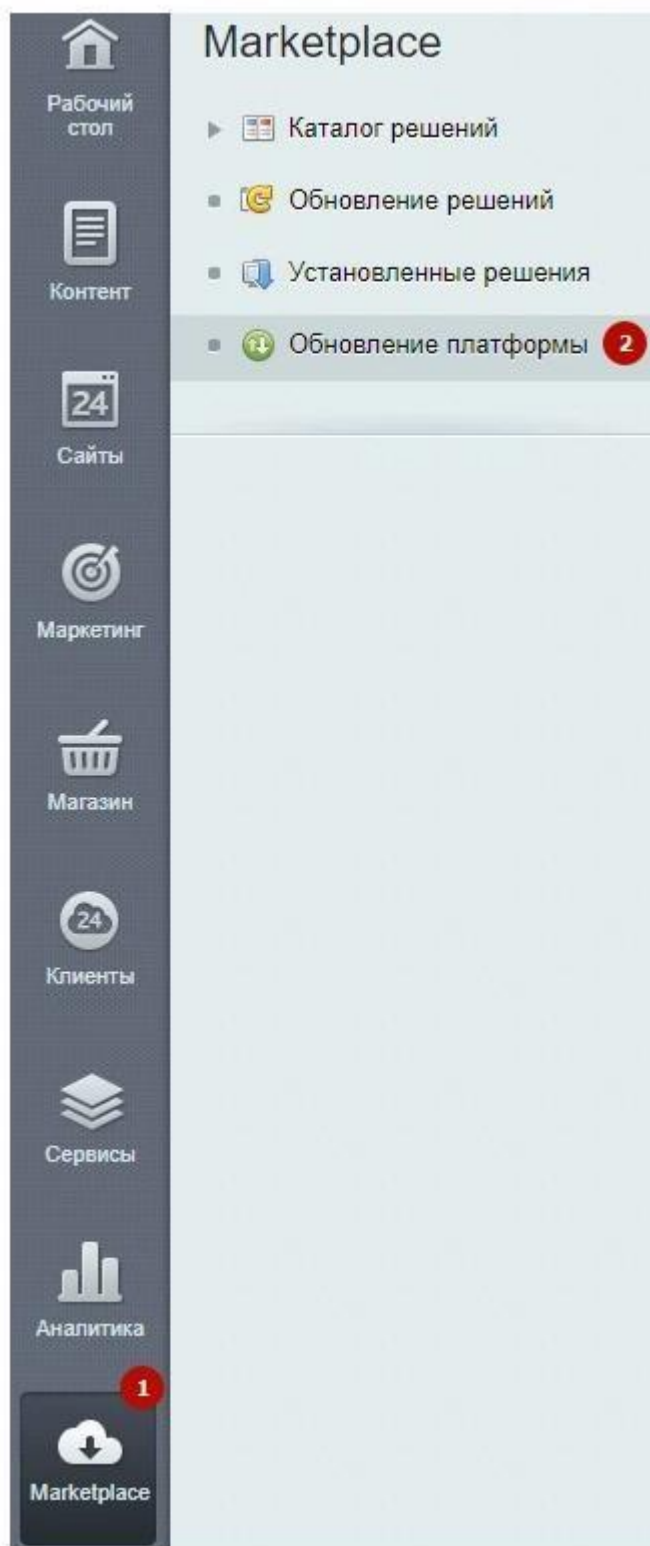 Marketplace
Рабочий
стол
Каталог решений
Обновление решений
Контент
Установленные решения
Обновление платформы 2
24
Сайты
Маркетинг
Магазин
24
Клиенты
Сервисы
Аналитика
1
Marketplace